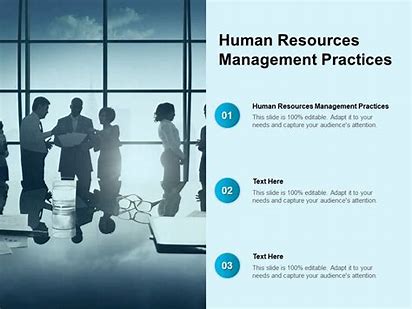 Human Resources
Management Practices
01
Human Resources Management Practices
This slide is 100% editable. Adapt it to your
needs and capture your audience's attention.
02
Text Here
This slide is 100% editable. Adapt it to your
needs and capture your audience's attention.
03
Text Here
This slide is 100% editable. Adapt it to your
needs and capture your audience's attention.